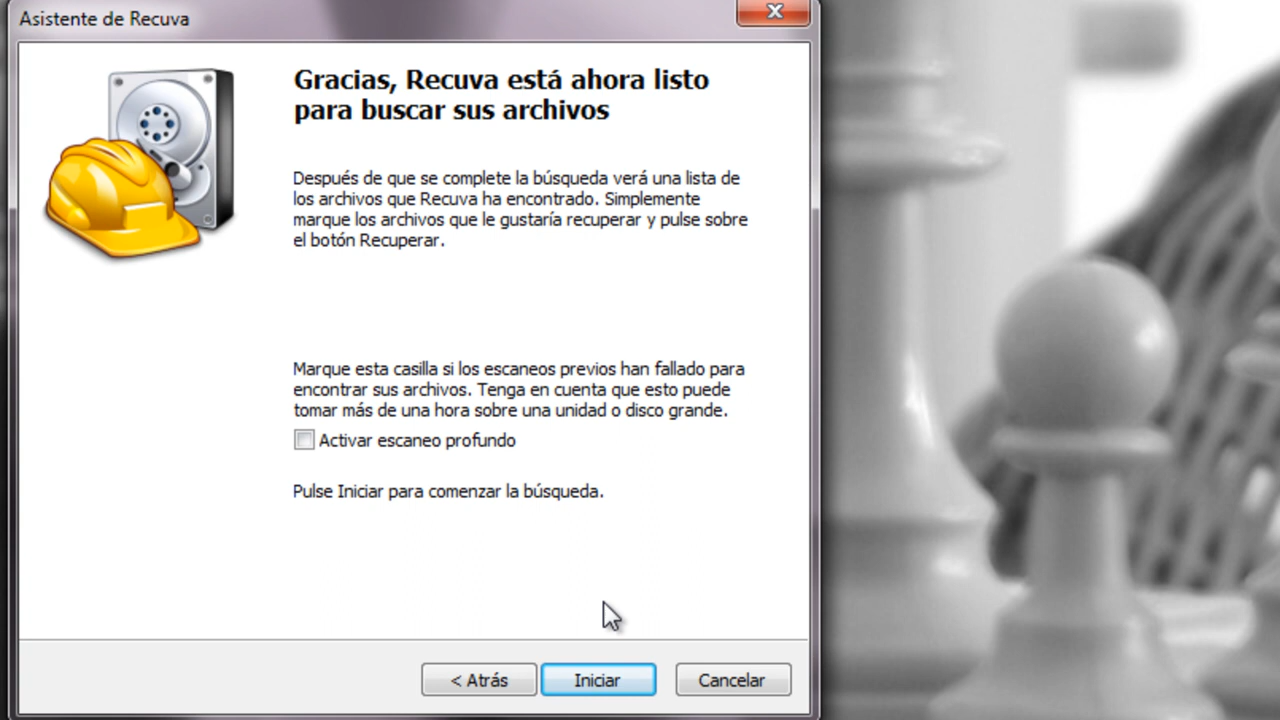 Asistente de Recuva
Gracias, Recuva está ahora listo
para buscar sus archivos
Después de que se complete la búsqueda verá una lista de
los archivos que Recuva ha encontrado. Simplemente
marque los archivos que le gustaría recuperar y pulse sobre
el botón Recuperar.
Marque esta casilla si los escaneos previos han fallado para
encontrar sus archivos. Tenga en cuenta que esto puede
tomar más de una hora sobre una unidad o disco grande.
Activar escaneo profundo
Pulse Iniciar para comenzar la búsqueda.
< Atrás
Iniciar
Cancelar